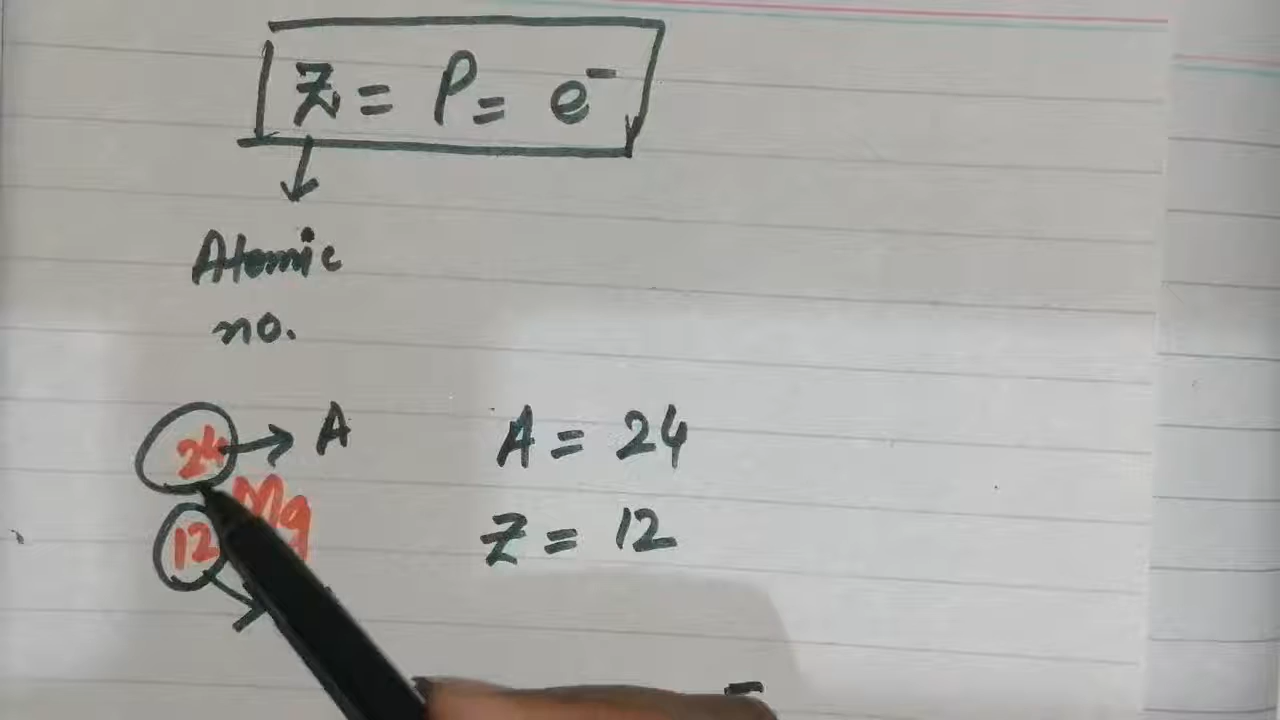 Z = P = e⁻
Atomic
no.
24 → A
Mg
12
A = 24
Z = 12